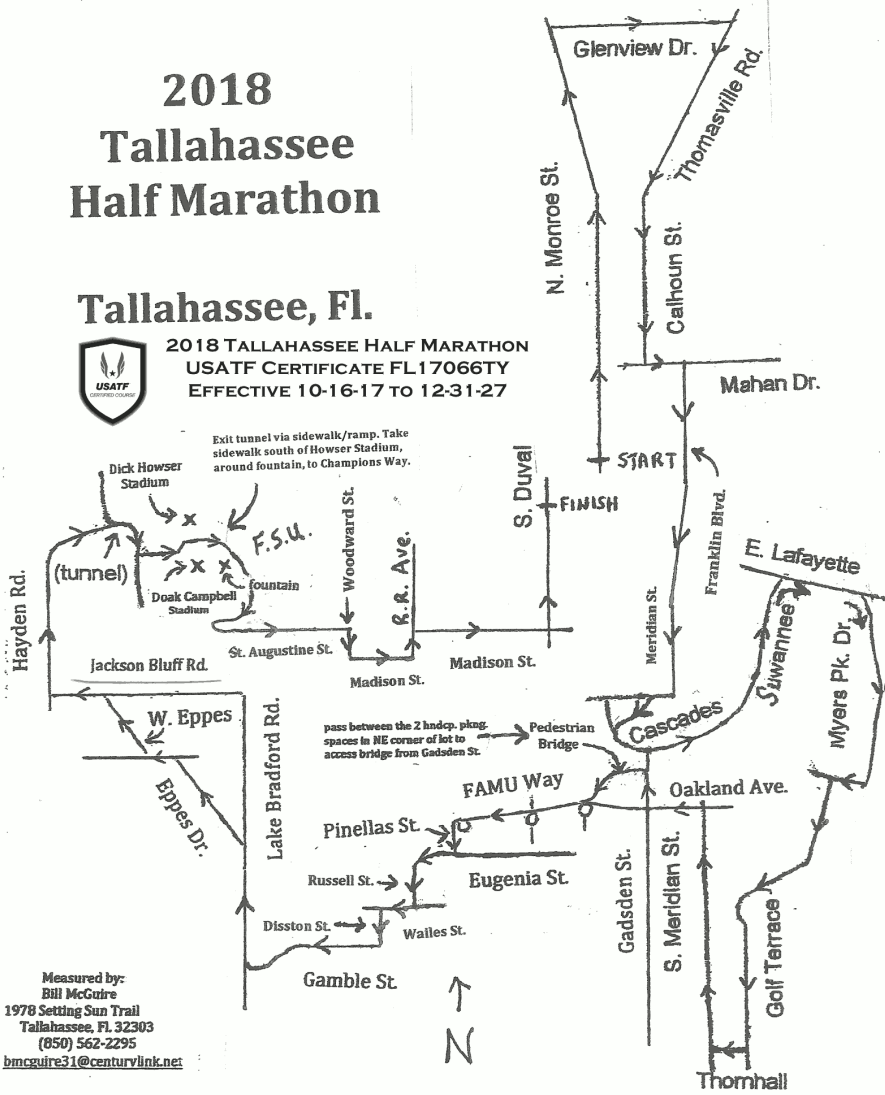 2018
Tallahassee
Half Marathon
Tallahassee, Fl.
USATF
CERTIFIED COURSE
2018 TALLAHASSEE HALF MARATHON
USATF CERTIFICATE FL17066TY
EFFECTIVE 10-16-17 TO 12-31-27
Glenview Dr.
Thomasville Rd.
N. Monroe St.
Calhoun St.
Mahan Dr.
START
Franklin Blvd.
Meridian St.
S. Duval
FINISH
Exit tunnel via sidewalk/ramp. Take
sidewalk south of Howser Stadium,
around fountain, to Champions Way.
Dick Howser
Stadium
F.S.U.
(tunnel)
Doak Campbell
Stadium
fountain
Woodward St.
R.R. Ave.
Hayden Rd.
St. Augustine St.
Madison St.
Madison St.
Jackson Bluff Rd.
W. Eppes
Eppes Dr.
Lake Bradford Rd.
E. Lafayette
Suwannee
Myers Pk. Dr.
Cascades
pass between the 2 hndcp. pkng.
spaces in NE corner of lot to
access bridge from Gadsden St.
Pedestrian
Bridge
FAMU Way
Oakland Ave.
Pinellas St.
Eugenia St.
Russell St.
Disston St.
Wailes St.
Gamble St.
Gadsden St.
S. Meridian St.
Golf Terrace
Thornhall
N
Measured by:
Bill McGuire
1978 Setting Sun Trail
Tallahassee, Fl. 32303
(850) 562-2295
bmcguire31@centurylink.net